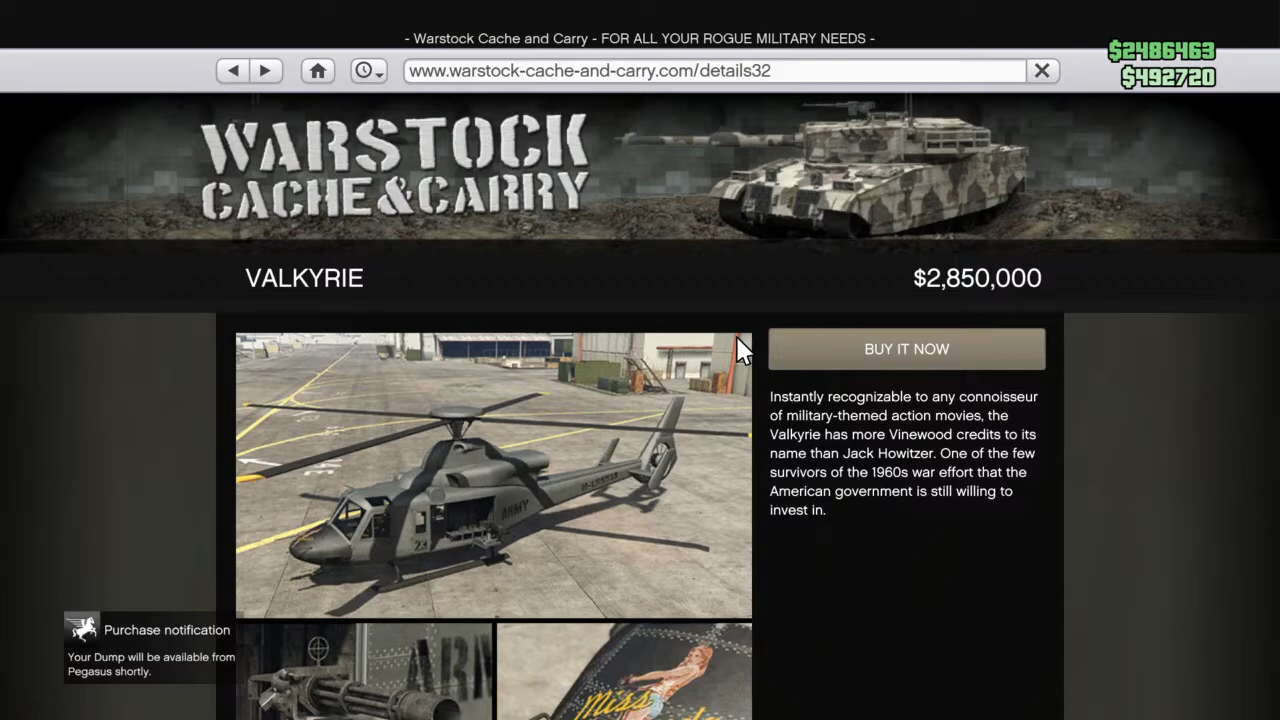 - Warstock Cache and Carry - FOR ALL YOUR ROGUE MILITARY NEEDS -
$2486463
$492720
www.warstock-cache-and-carry.com/details32
WARSTOCK
CACHE&CARRY
VALKYRIE
$2,850,000
BUY IT NOW
Instantly recognizable to any connoisseur
of military-themed action movies, the
Valkyrie has more Vinewood credits to its
name than Jack Howitzer. One of the few
survivors of the 1960s war effort that the
American government is still willing to
invest in.
ARMY
23
Purchase notification
Your Dump will be available from
Pegasus shortly.
ARM
Miss